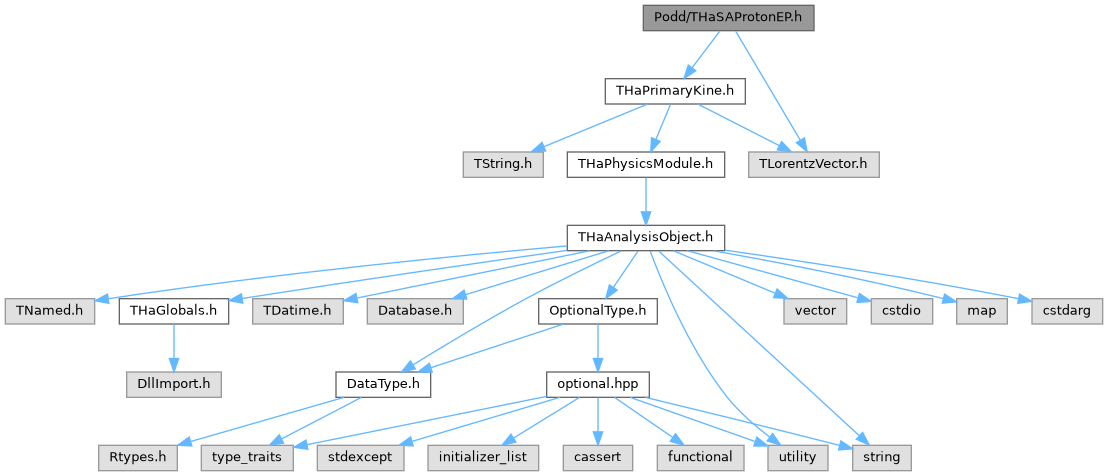 Podd/THaSAProtonEP.h
THaPrimaryKine.h
TString.h
THaPhysicsModule.h
TLorentzVector.h
THaAnalysisObject.h
TNamed.h
THaGlobals.h
TDatime.h
Database.h
OptionalType.h
vector
cstdio
map
cstdarg
DllImport.h
DataType.h
optional.hpp
Rtypes.h
type_traits
stdexcept
initializer_list
cassert
functional
utility
string